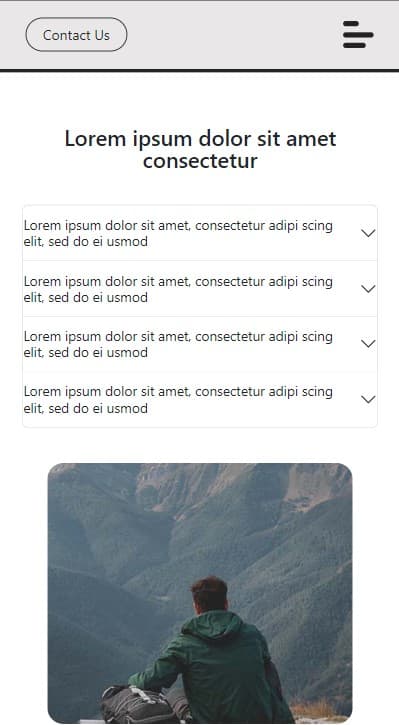 Contact Us
Lorem ipsum dolor sit amet
consectetur
Lorem ipsum dolor sit amet, consectetur adipi scing
elit, sed do ei usmod
Lorem ipsum dolor sit amet, consectetur adipi scing
elit, sed do ei usmod
Lorem ipsum dolor sit amet, consectetur adipi scing
elit, sed do ei usmod
Lorem ipsum dolor sit amet, consectetur adipi scing
elit, sed do ei usmod